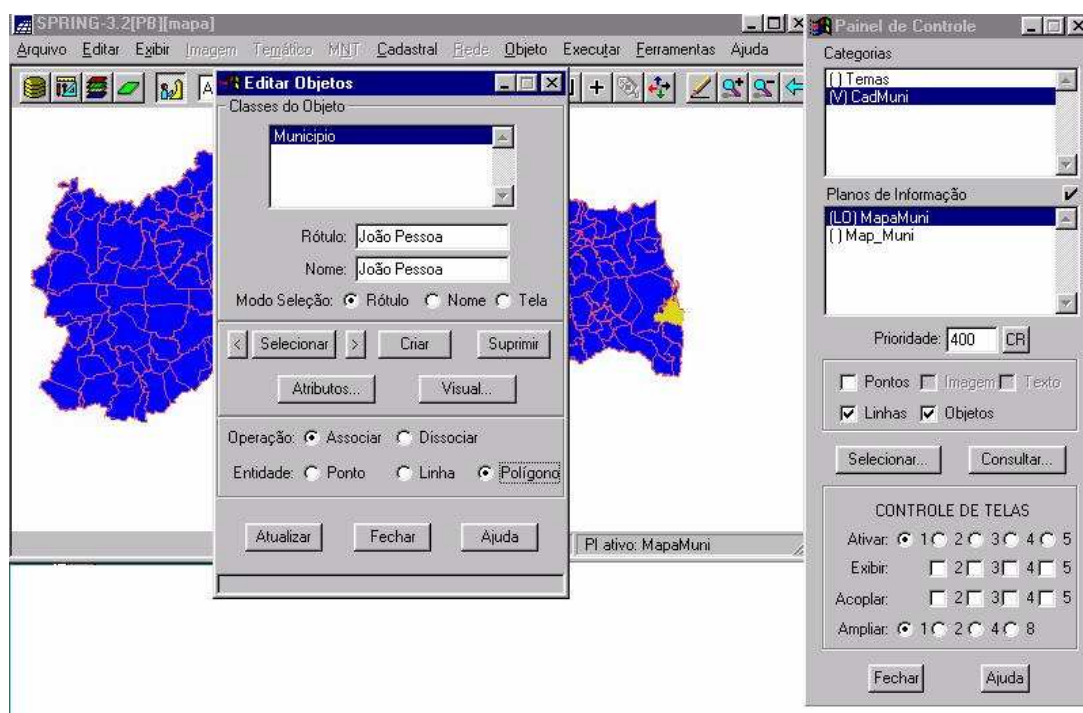 SPRING-3.2[PB][mapa]
Arquivo Editar Exibir Imagem Temático MNT Cadastral Rede Objeto Executar Ferramentas Ajuda
A
Editar Objetos
Classes do Objeto
Municipio
Rótulo: João Pessoa
Nome: João Pessoa
Modo Seleção: Rótulo Nome Tela
< Selecionar > Criar Suprimir
Atributos... Visual...
Operação: Associar Dissociar
Entidade: Ponto Linha Polígono
Atualizar Fechar Ajuda
PI ativo: MapaMuni
Painel de Controle
Categorias
( ) Temas
(V) CadMuni
Planos de Informação
(LO) MapaMuni
( ) Map_Muni
Prioridade: 400 CR
Pontos Imagem Texto
Linhas Objetos
Selecionar... Consultar...
CONTROLE DE TELAS
Ativar: 1 2 3 4 5
Exibir: 2 3 4 5
Acoplar: 2 3 4 5
Ampliar: 1 2 4 8
Fechar Ajuda